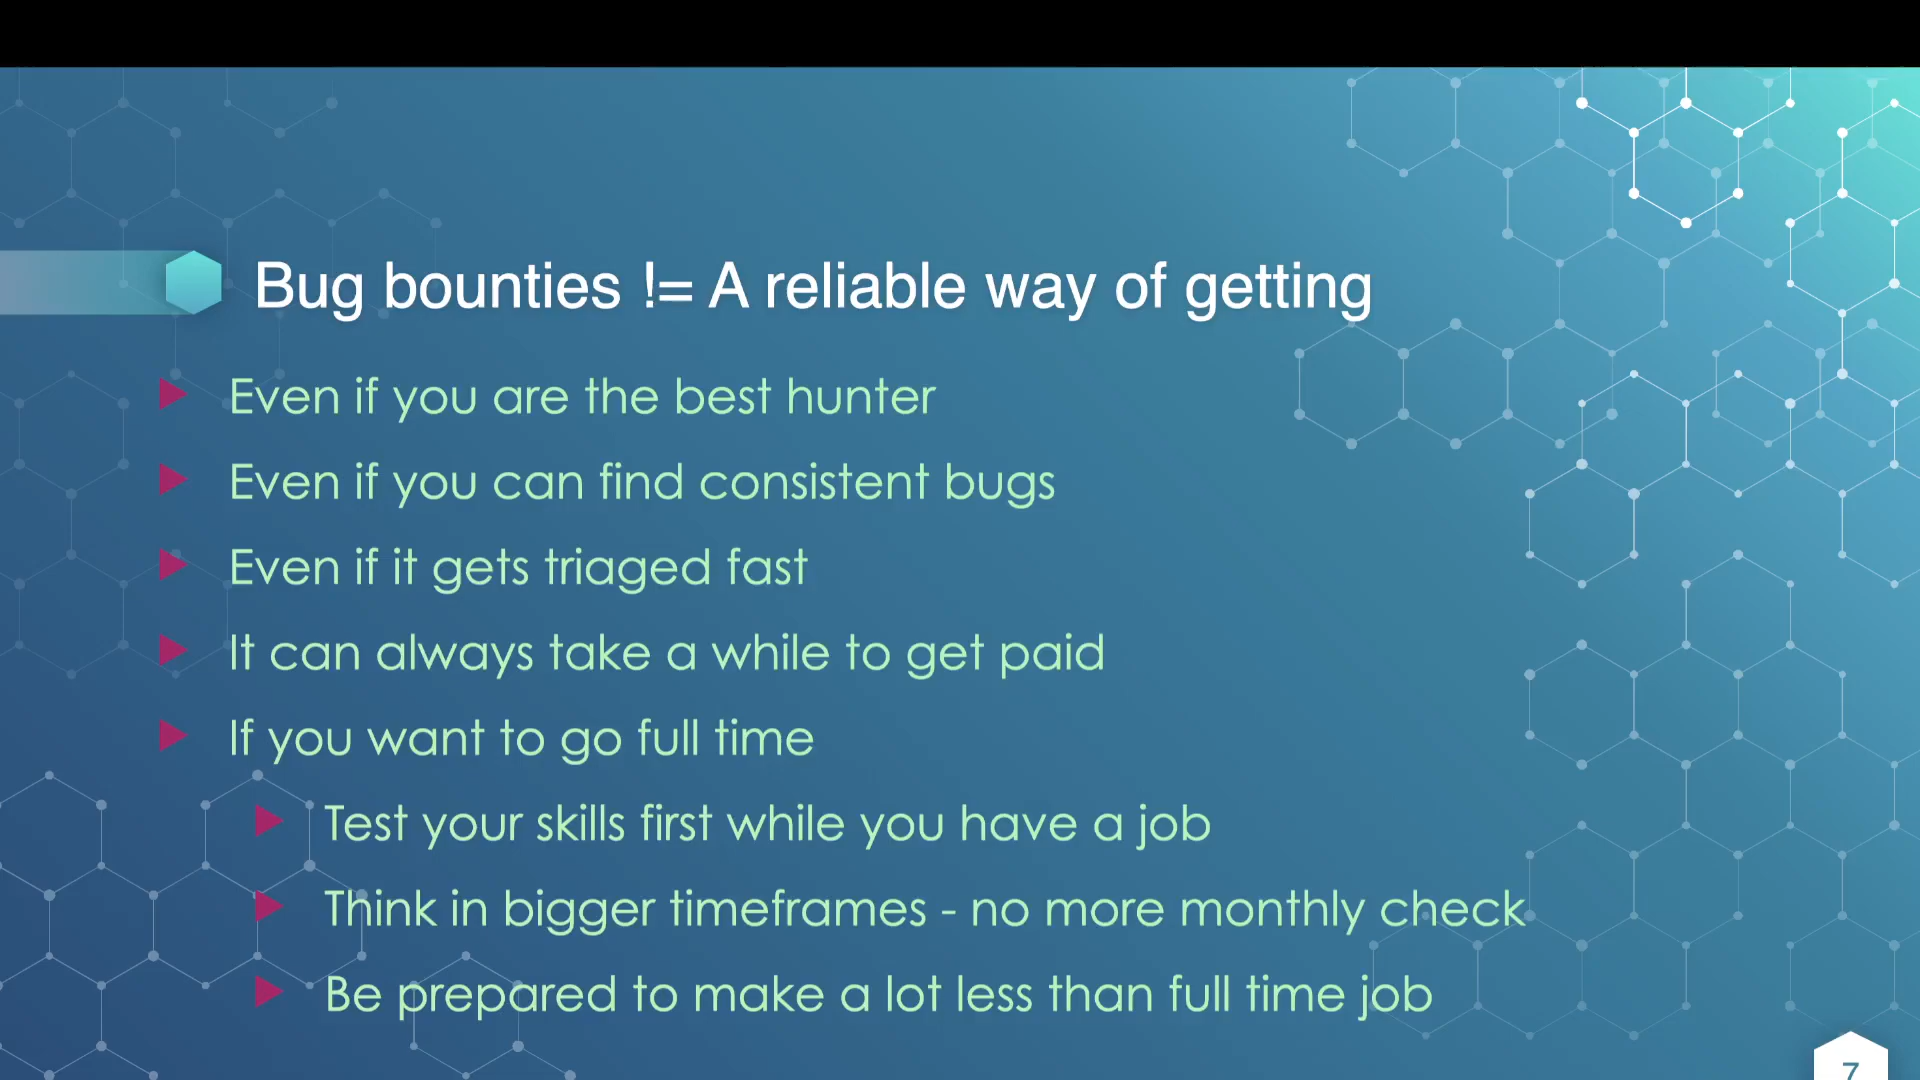 Bug bounties != A reliable way of getting
Even if you are the best hunter
Even if you can find consistent bugs
Even if it gets triaged fast
It can always take a while to get paid
If you want to go full time
Test your skills first while you have a job
Think in bigger timeframes - no more monthly check
Be prepared to make a lot less than full time job
7